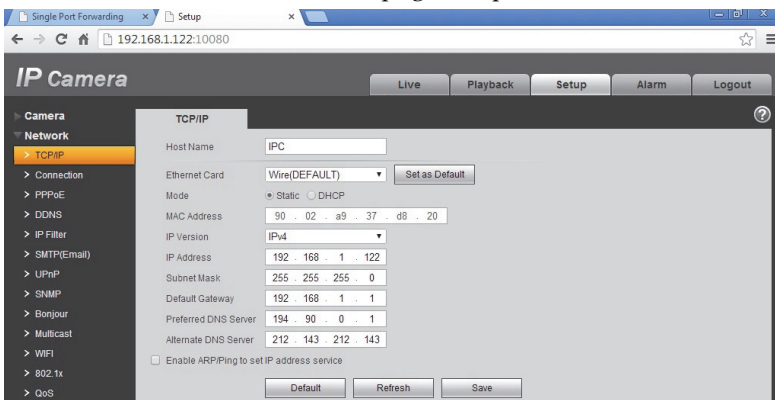 Single Port Forwarding × Setup ×
192.168.1.122:10080
IP Camera
Live Playback Setup Alarm Logout
Camera
Network
> TCP/IP
> Connection
> PPPoE
> DDNS
> IP Filter
> SMTP(Email)
> UPnP
> SNMP
> Bonjour
> Multicast
> WIFI
> 802.1x
> QoS
TCP/IP
Host Name IPC
Ethernet Card Wire(DEFAULT) Set as Default
Mode Static DHCP
MAC Address 90 . 02 . a9 . 37 . d8 . 20
IP Version IPv4
IP Address 192 . 168 . 1 . 122
Subnet Mask 255 . 255 . 255 . 0
Default Gateway 192 . 168 . 1 . 1
Preferred DNS Server 194 . 90 . 0 . 1
Alternate DNS Server 212 . 143 . 212 . 143
Enable ARP/Ping to set IP address service
Default Refresh Save